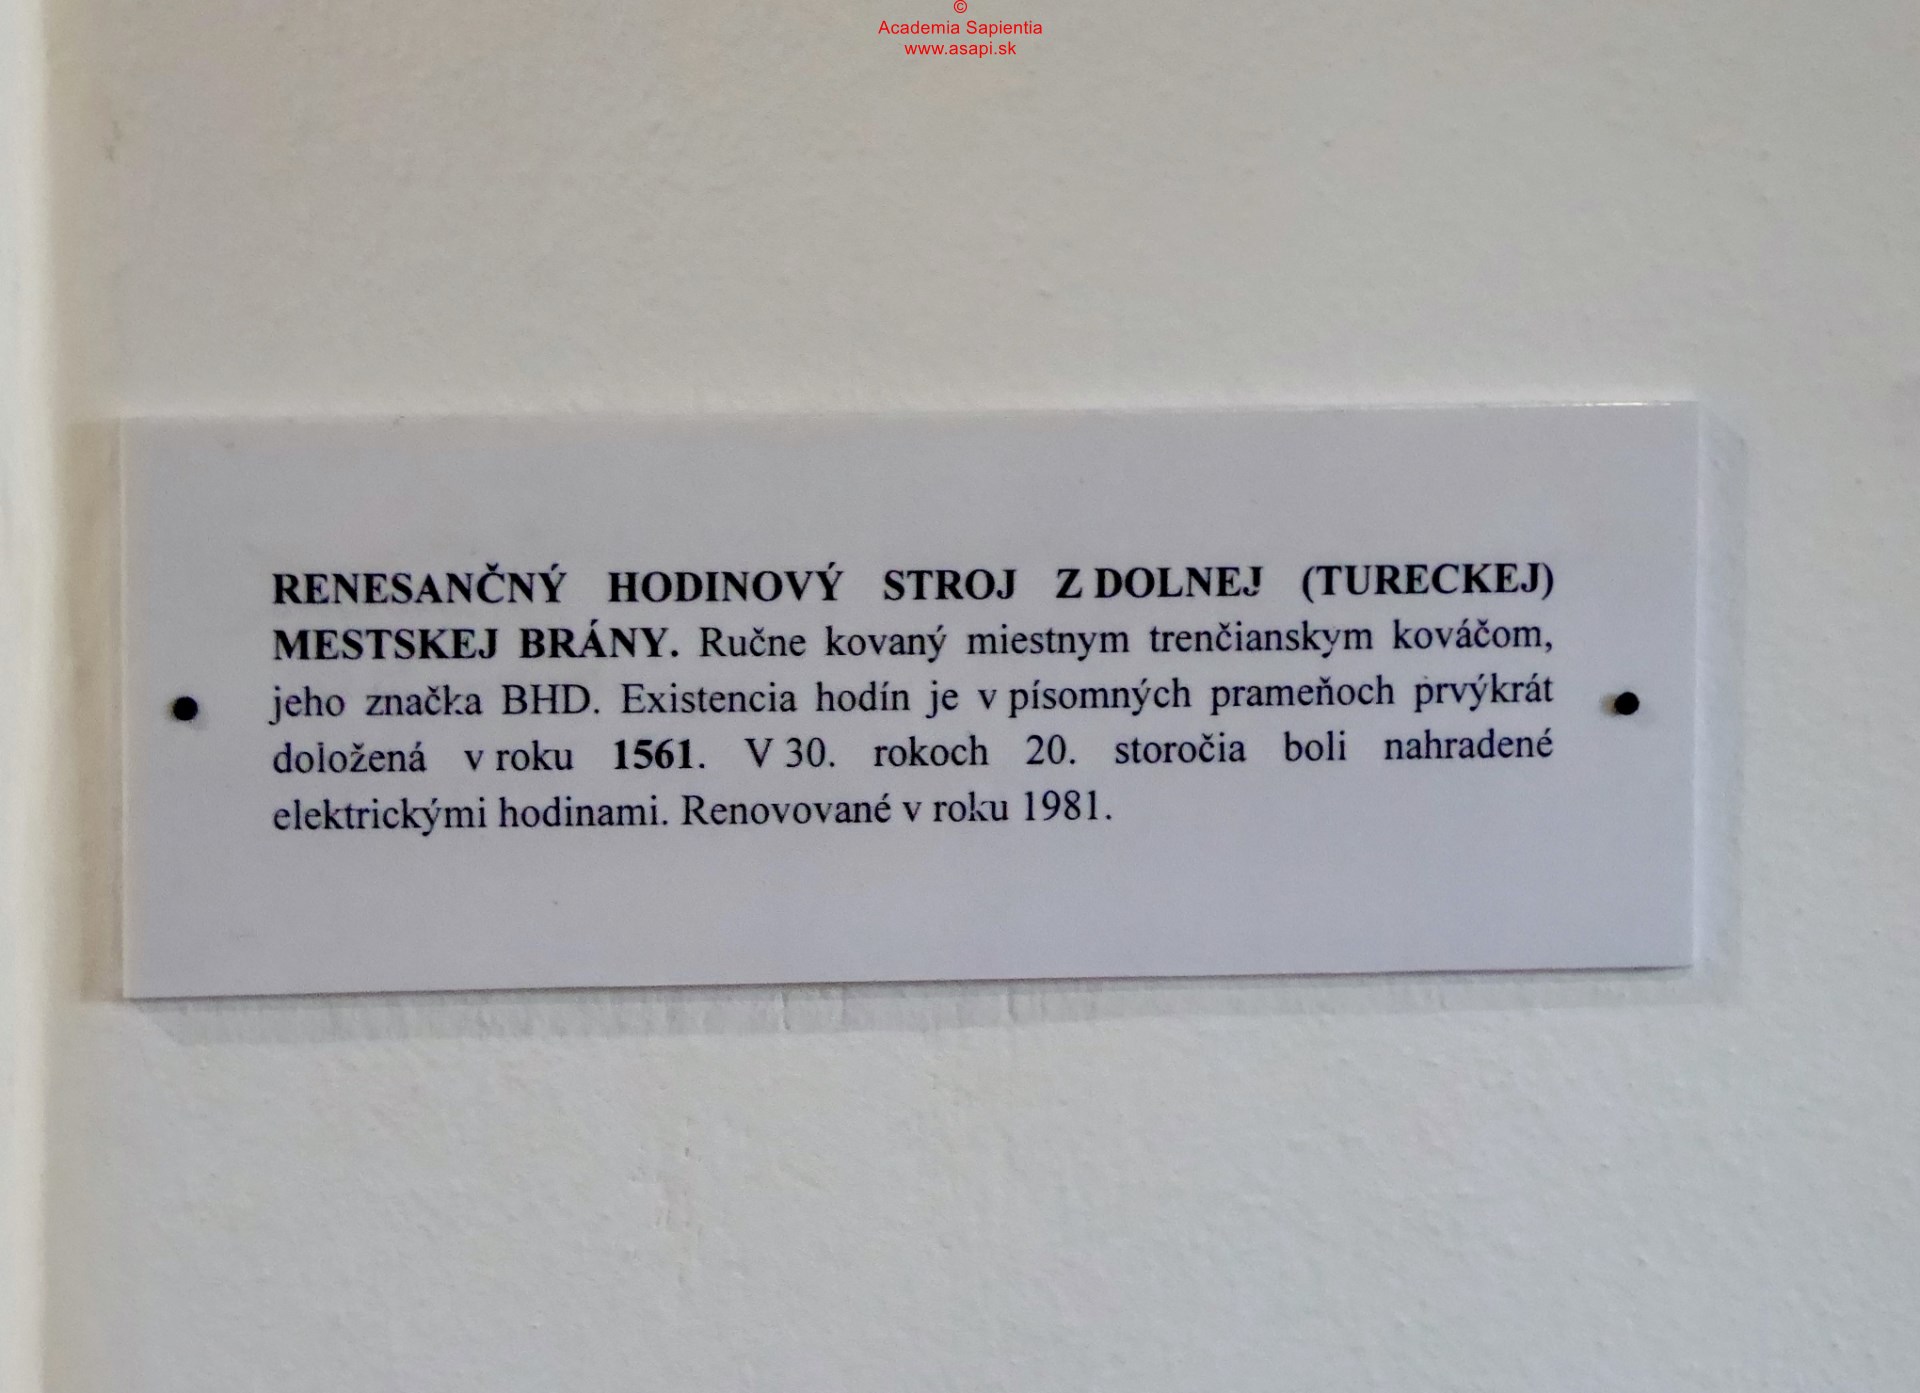 ©
Academia Sapientia
www.asapi.sk
RENESANČNÝ HODINOVÝ STROJ Z DOLNEJ (TURECKEJ)
MESTSKEJ BRÁNY. Ručne kovaný miestnym trenčianskym kováčom,
jeho značka BHD. Existencia hodín je v písomných prameňoch prvýkrát
doložená v roku 1561. V 30. rokoch 20. storočia boli nahradené
elektrickými hodinami. Renovované v roku 1981.